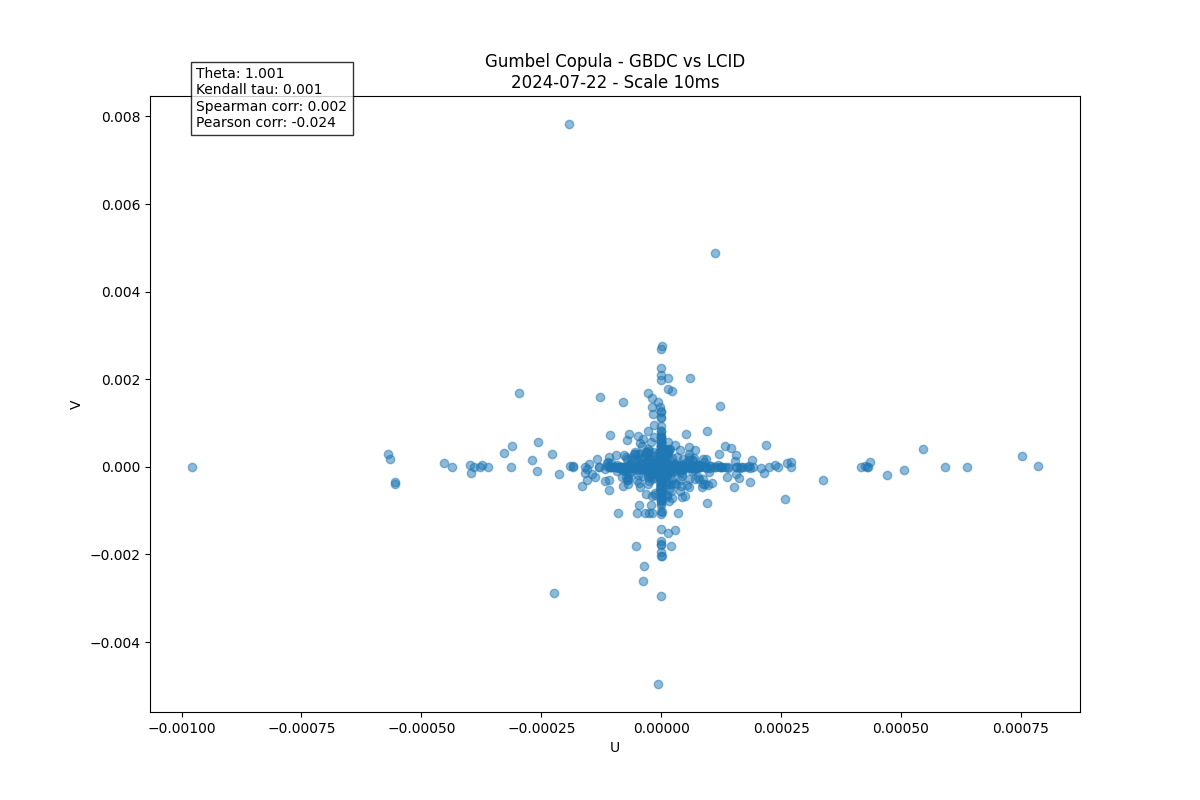 Gumbel Copula - GBDC vs LCID
2024-07-22 - Scale 10ms
Theta: 1.001
Kendall tau: 0.001
Spearman corr: 0.002
Pearson corr: -0.024
0.008
0.006
0.004
0.002
0.000
−0.002
−0.004
V
−0.00100
−0.00075
−0.00050
−0.00025
0.00000
0.00025
0.00050
0.00075
U